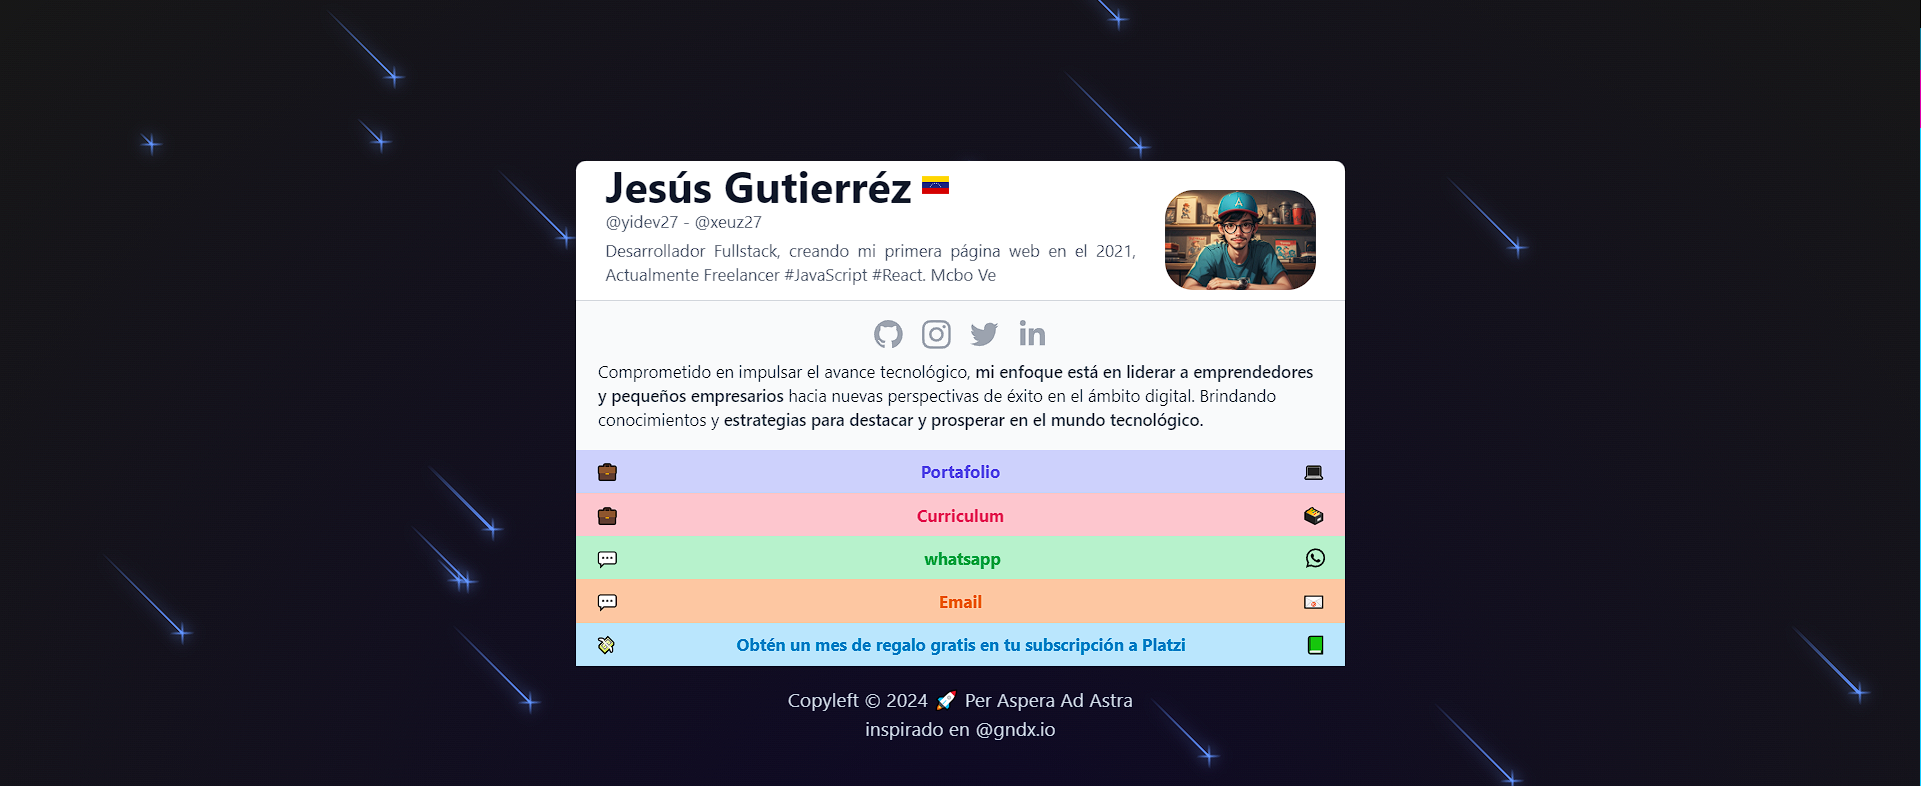 Jesús Gutierréz
@yidev27 - @xeuz27
Desarrollador Fullstack, creando mi primera página web en el 2021,
Actualmente Freelancer #JavaScript #React. Mcbo Ve
Comprometido en impulsar el avance tecnológico, mi enfoque está en liderar a emprendedores
y pequeños empresarios hacia nuevas perspectivas de éxito en el ámbito digital. Brindando
conocimientos y estrategias para destacar y prosperar en el mundo tecnológico.
Portafolio
Curriculum
whatsapp
Email
Obtén un mes de regalo gratis en tu subscripción a Platzi
Copyleft © 2024 🚀 Per Aspera Ad Astra
inspirado en @gndx.io